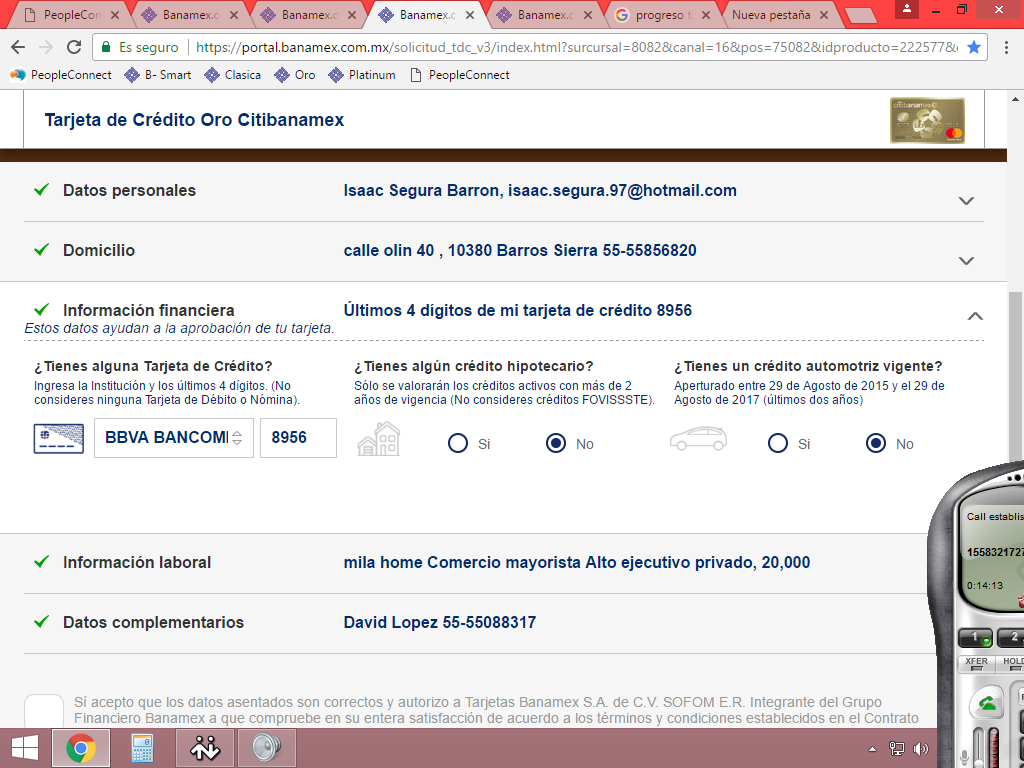 PeopleCon
Banamex.c
Banamex.c
Banamex.c
Banamex.c
progreso t
Nueva pestaña
Es seguro
https://portal.banamex.com.mx/solicitud_tdc_v3/index.html?surcursal=8082&canal=16&pos=75082&idproducto=222577&
PeopleConnect
B- Smart
Clasica
Oro
Platinum
PeopleConnect
Tarjeta de Crédito Oro Citibanamex
citibanamex
Datos personales
Isaac Segura Barron, isaac.segura.97@hotmail.com
Domicilio
calle olin 40 , 10380 Barros Sierra 55-55856820
Información financiera
Últimos 4 dígitos de mi tarjeta de crédito 8956
Estos datos ayudan a la aprobación de tu tarjeta.
¿Tienes alguna Tarjeta de Crédito?
Ingresa la Institución y los últimos 4 dígitos. (No
consideres ninguna Tarjeta de Débito o Nómina).
BBVA BANCOM
8956
¿Tienes algún crédito hipotecario?
Sólo se valorarán los créditos activos con más de 2
años de vigencia (No consideres créditos FOVISSSTE).
Si
No
¿Tienes un crédito automotriz vigente?
Aperturado entre 29 de Agosto de 2015 y el 29 de
Agosto de 2017 (últimos dos años)
Si
No
Información laboral
mila home Comercio mayorista Alto ejecutivo privado, 20,000
Datos complementarios
David Lopez 55-55088317
Sí acepto que los datos asentados son correctos y autorizo a Tarjetas Banamex S.A. de C.V. SOFOM E.R. Integrante del Grupo
Financiero Banamex a que compruebe en su entera satisfacción de acuerdo a los términos y condiciones establecidos en el Contrato
Call establis
1558321727
0:14:13
1
2
XFER
HOLD